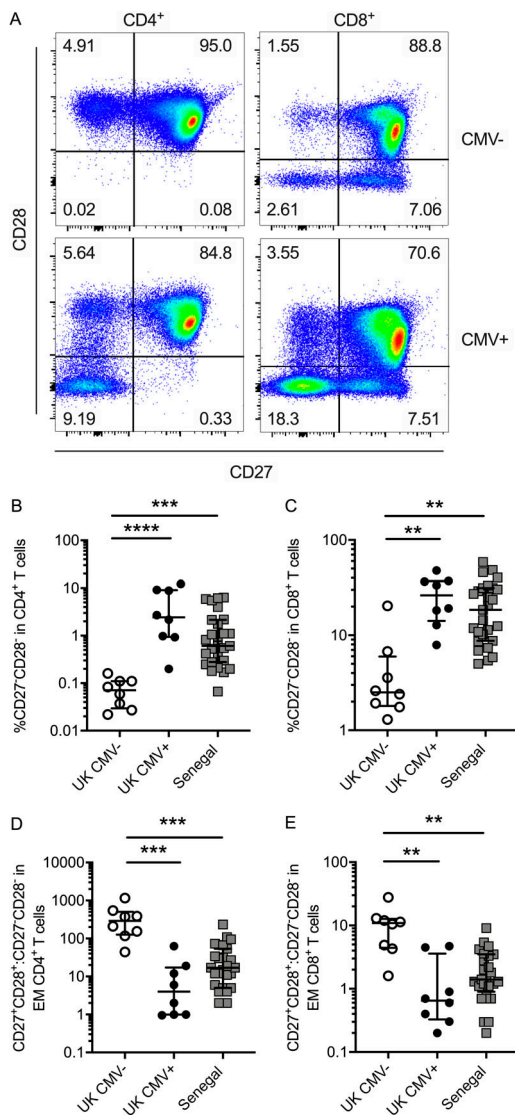 A
CD4⁺
CD8⁺
4.91 95.0
1.55 88.8
CMV-
0.02 0.08
2.61 7.06
CD28
5.64 84.8
3.55 70.6
CMV+
9.19 0.33
18.3 7.51
CD27
B
***
****
%CD27⁻CD28⁻ in CD4⁺ T cells
100
10
1
0.1
0.01
UK CMV-
UK CMV+
Senegal
C
**
**
%CD27⁻CD28⁻ in CD8⁺ T cells
100
10
1
UK CMV-
UK CMV+
Senegal
D
***
***
CD27⁺CD28⁺:CD27⁻CD28⁻ in
EM CD4⁺ T cells
10000
1000
100
10
1
0.1
UK CMV-
UK CMV+
Senegal
E
**
**
CD27⁺CD28⁺:CD27⁻CD28⁻ in
EM CD8⁺ T cells
100
10
1
0.1
UK CMV-
UK CMV+
Senegal